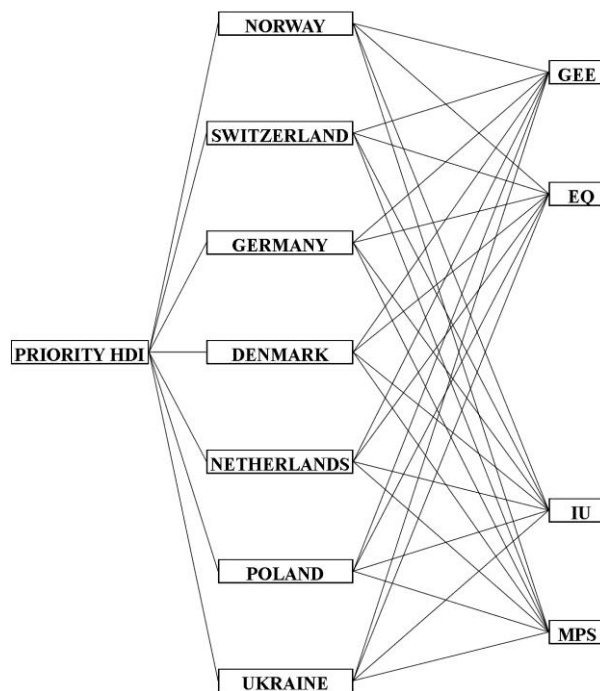 NORWAY
GEE
SWITZERLAND
EQ
GERMANY
PRIORITY HDI
DENMARK
NETHERLANDS
IU
POLAND
MPS
UKRAINE